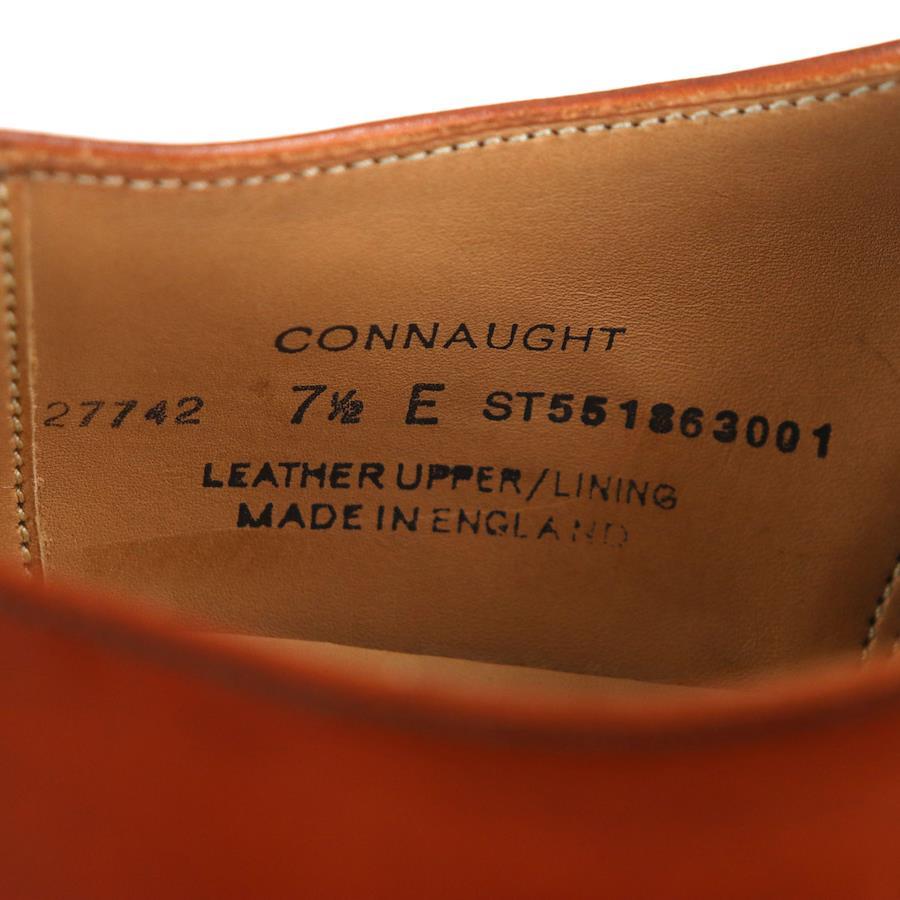 CONNAUGHT
27742 7½ E ST551863001
LEATHER UPPER/LINING
MADE IN ENGLAND